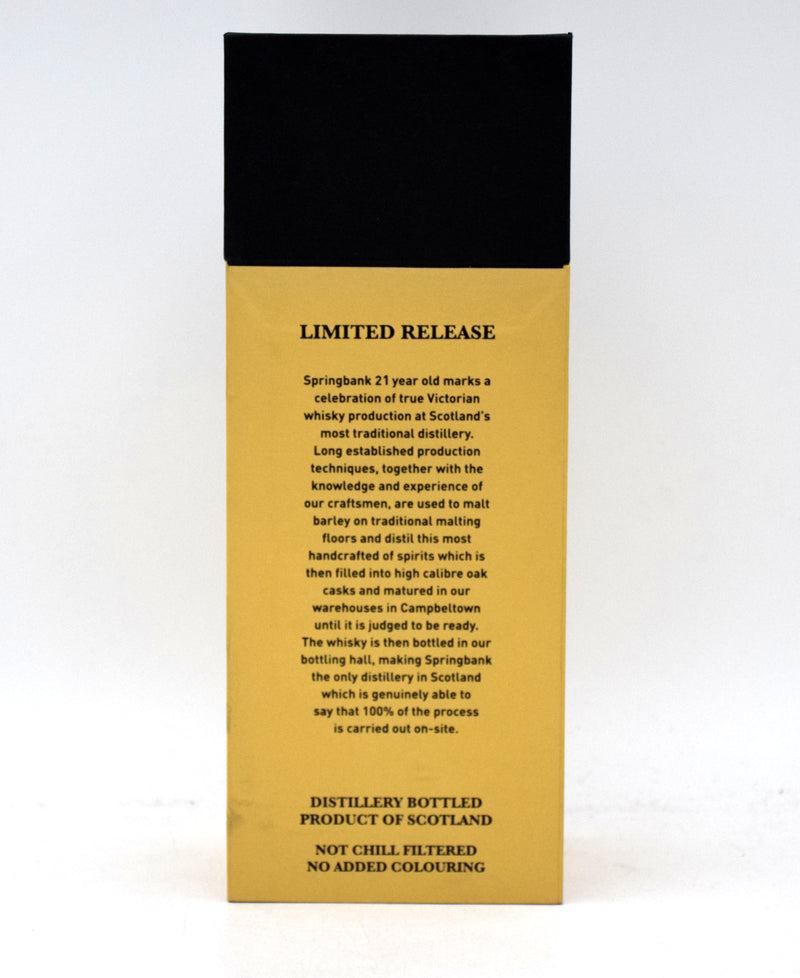 LIMITED RELEASE
Springbank 21 year old marks a
celebration of true Victorian
whisky production at Scotland's
most traditional distillery.
Long established production
techniques, together with the
knowledge and experience of
our craftsmen, are used to malt
barley on traditional malting
floors and distil this most
handcrafted of spirits which is
then filled into high calibre oak
casks and matured in our
warehouses in Campbeltown
until it is judged to be ready.
The whisky is then bottled in our
bottling hall, making Springbank
the only distillery in Scotland
which is genuinely able to
say that 100% of the process
is carried out on-site.
DISTILLERY BOTTLED
PRODUCT OF SCOTLAND
NOT CHILL FILTERED
NO ADDED COLOURING